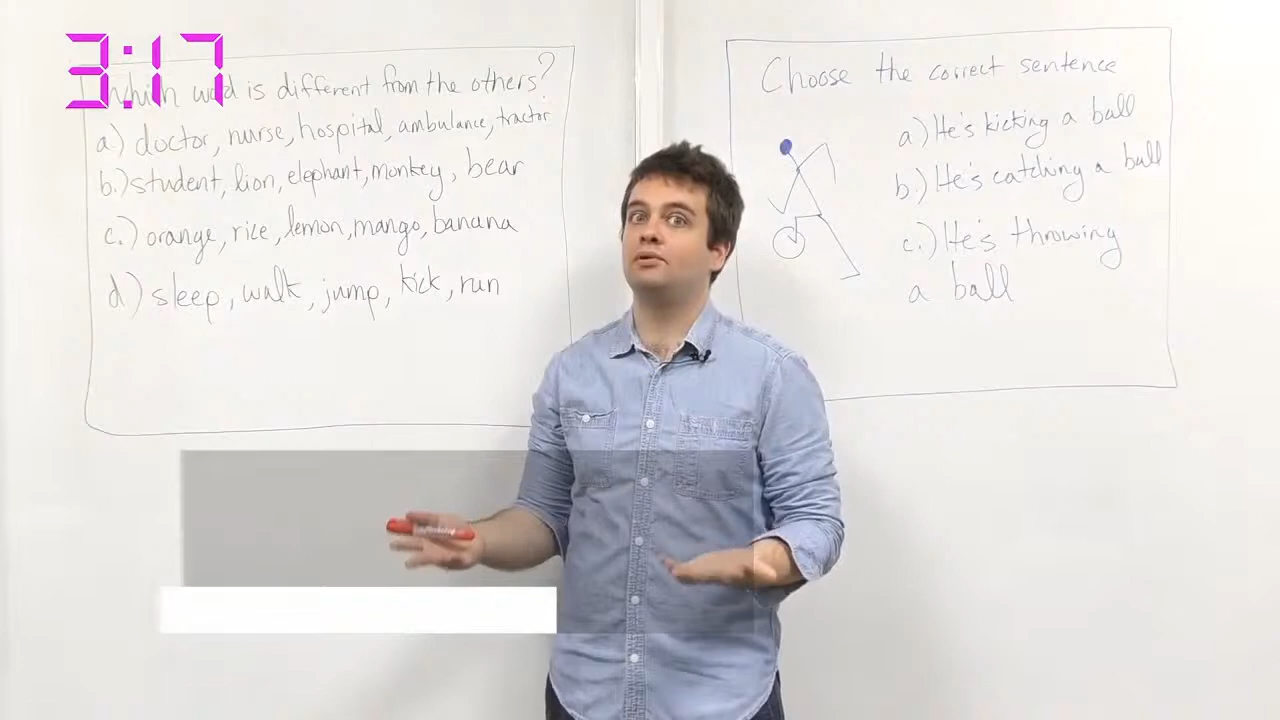 3:17
Which word is different from the others?
a.) doctor, nurse, hospital, ambulance, tractor
b.) student, lion, elephant, monkey, bear
c.) orange, rice, lemon, mango, banana
d) sleep, walk, jump, kick, run
Choose the correct sentence
a) He's kicking a ball
b.) He's catching a ball
c.) He's throwing
a ball